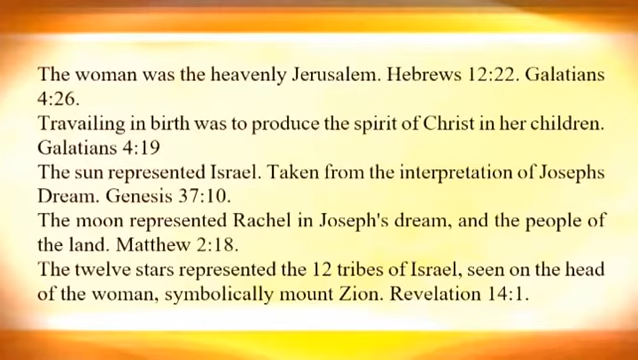 The woman was the heavenly Jerusalem. Hebrews 12:22. Galatians
4:26.
Travailing in birth was to produce the spirit of Christ in her children.
Galatians 4:19
The sun represented Israel. Taken from the interpretation of Josephs
Dream. Genesis 37:10.
The moon represented Rachel in Joseph's dream, and the people of
the land. Matthew 2:18.
The twelve stars represented the 12 tribes of Israel, seen on the head
of the woman, symbolically mount Zion. Revelation 14:1.